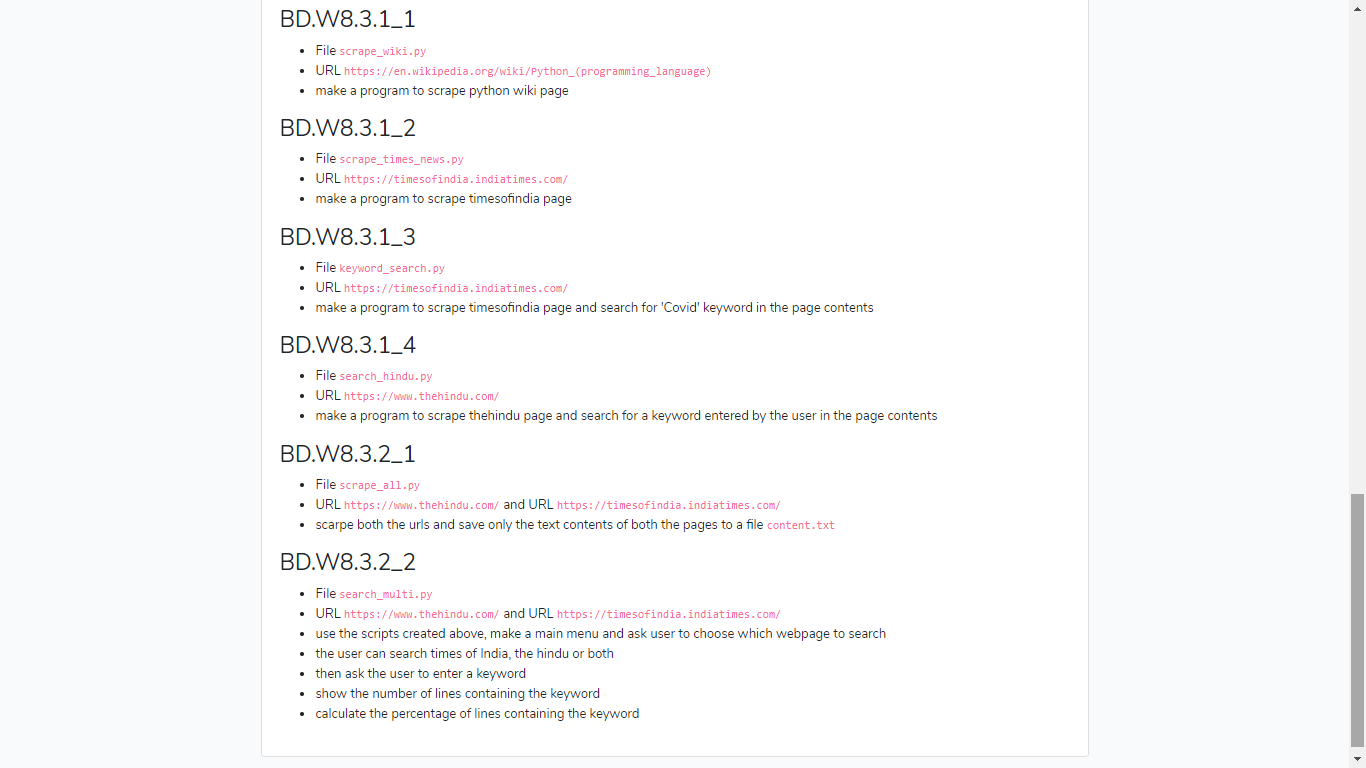 BD.W8.3.1_1
• File scrape_wiki.py
• URL https://en.wikipedia.org/wiki/Python_(programming_language)
• make a program to scrape python wiki page
BD.W8.3.1_2
• File scrape_times_news.py
• URL https://timesofindia.indiatimes.com/
• make a program to scrape timesofindia page
BD.W8.3.1_3
• File keyword_search.py
• URL https://timesofindia.indiatimes.com/
• make a program to scrape timesofindia page and search for 'Covid' keyword in the page contents
BD.W8.3.1_4
• File search_hindu.py
• URL https://www.thehindu.com/
• make a program to scrape thehindu page and search for a keyword entered by the user in the page contents
BD.W8.3.2_1
• File scrape_all.py
• URL https://www.thehindu.com/ and URL https://timesofindia.indiatimes.com/
• scarpe both the urls and save only the text contents of both the pages to a file content.txt
BD.W8.3.2_2
• File search_multi.py
• URL https://www.thehindu.com/ and URL https://timesofindia.indiatimes.com/
• use the scripts created above, make a main menu and ask user to choose which webpage to search
• the user can search times of India, the hindu or both
• then ask the user to enter a keyword
• show the number of lines containing the keyword
• calculate the percentage of lines containing the keyword